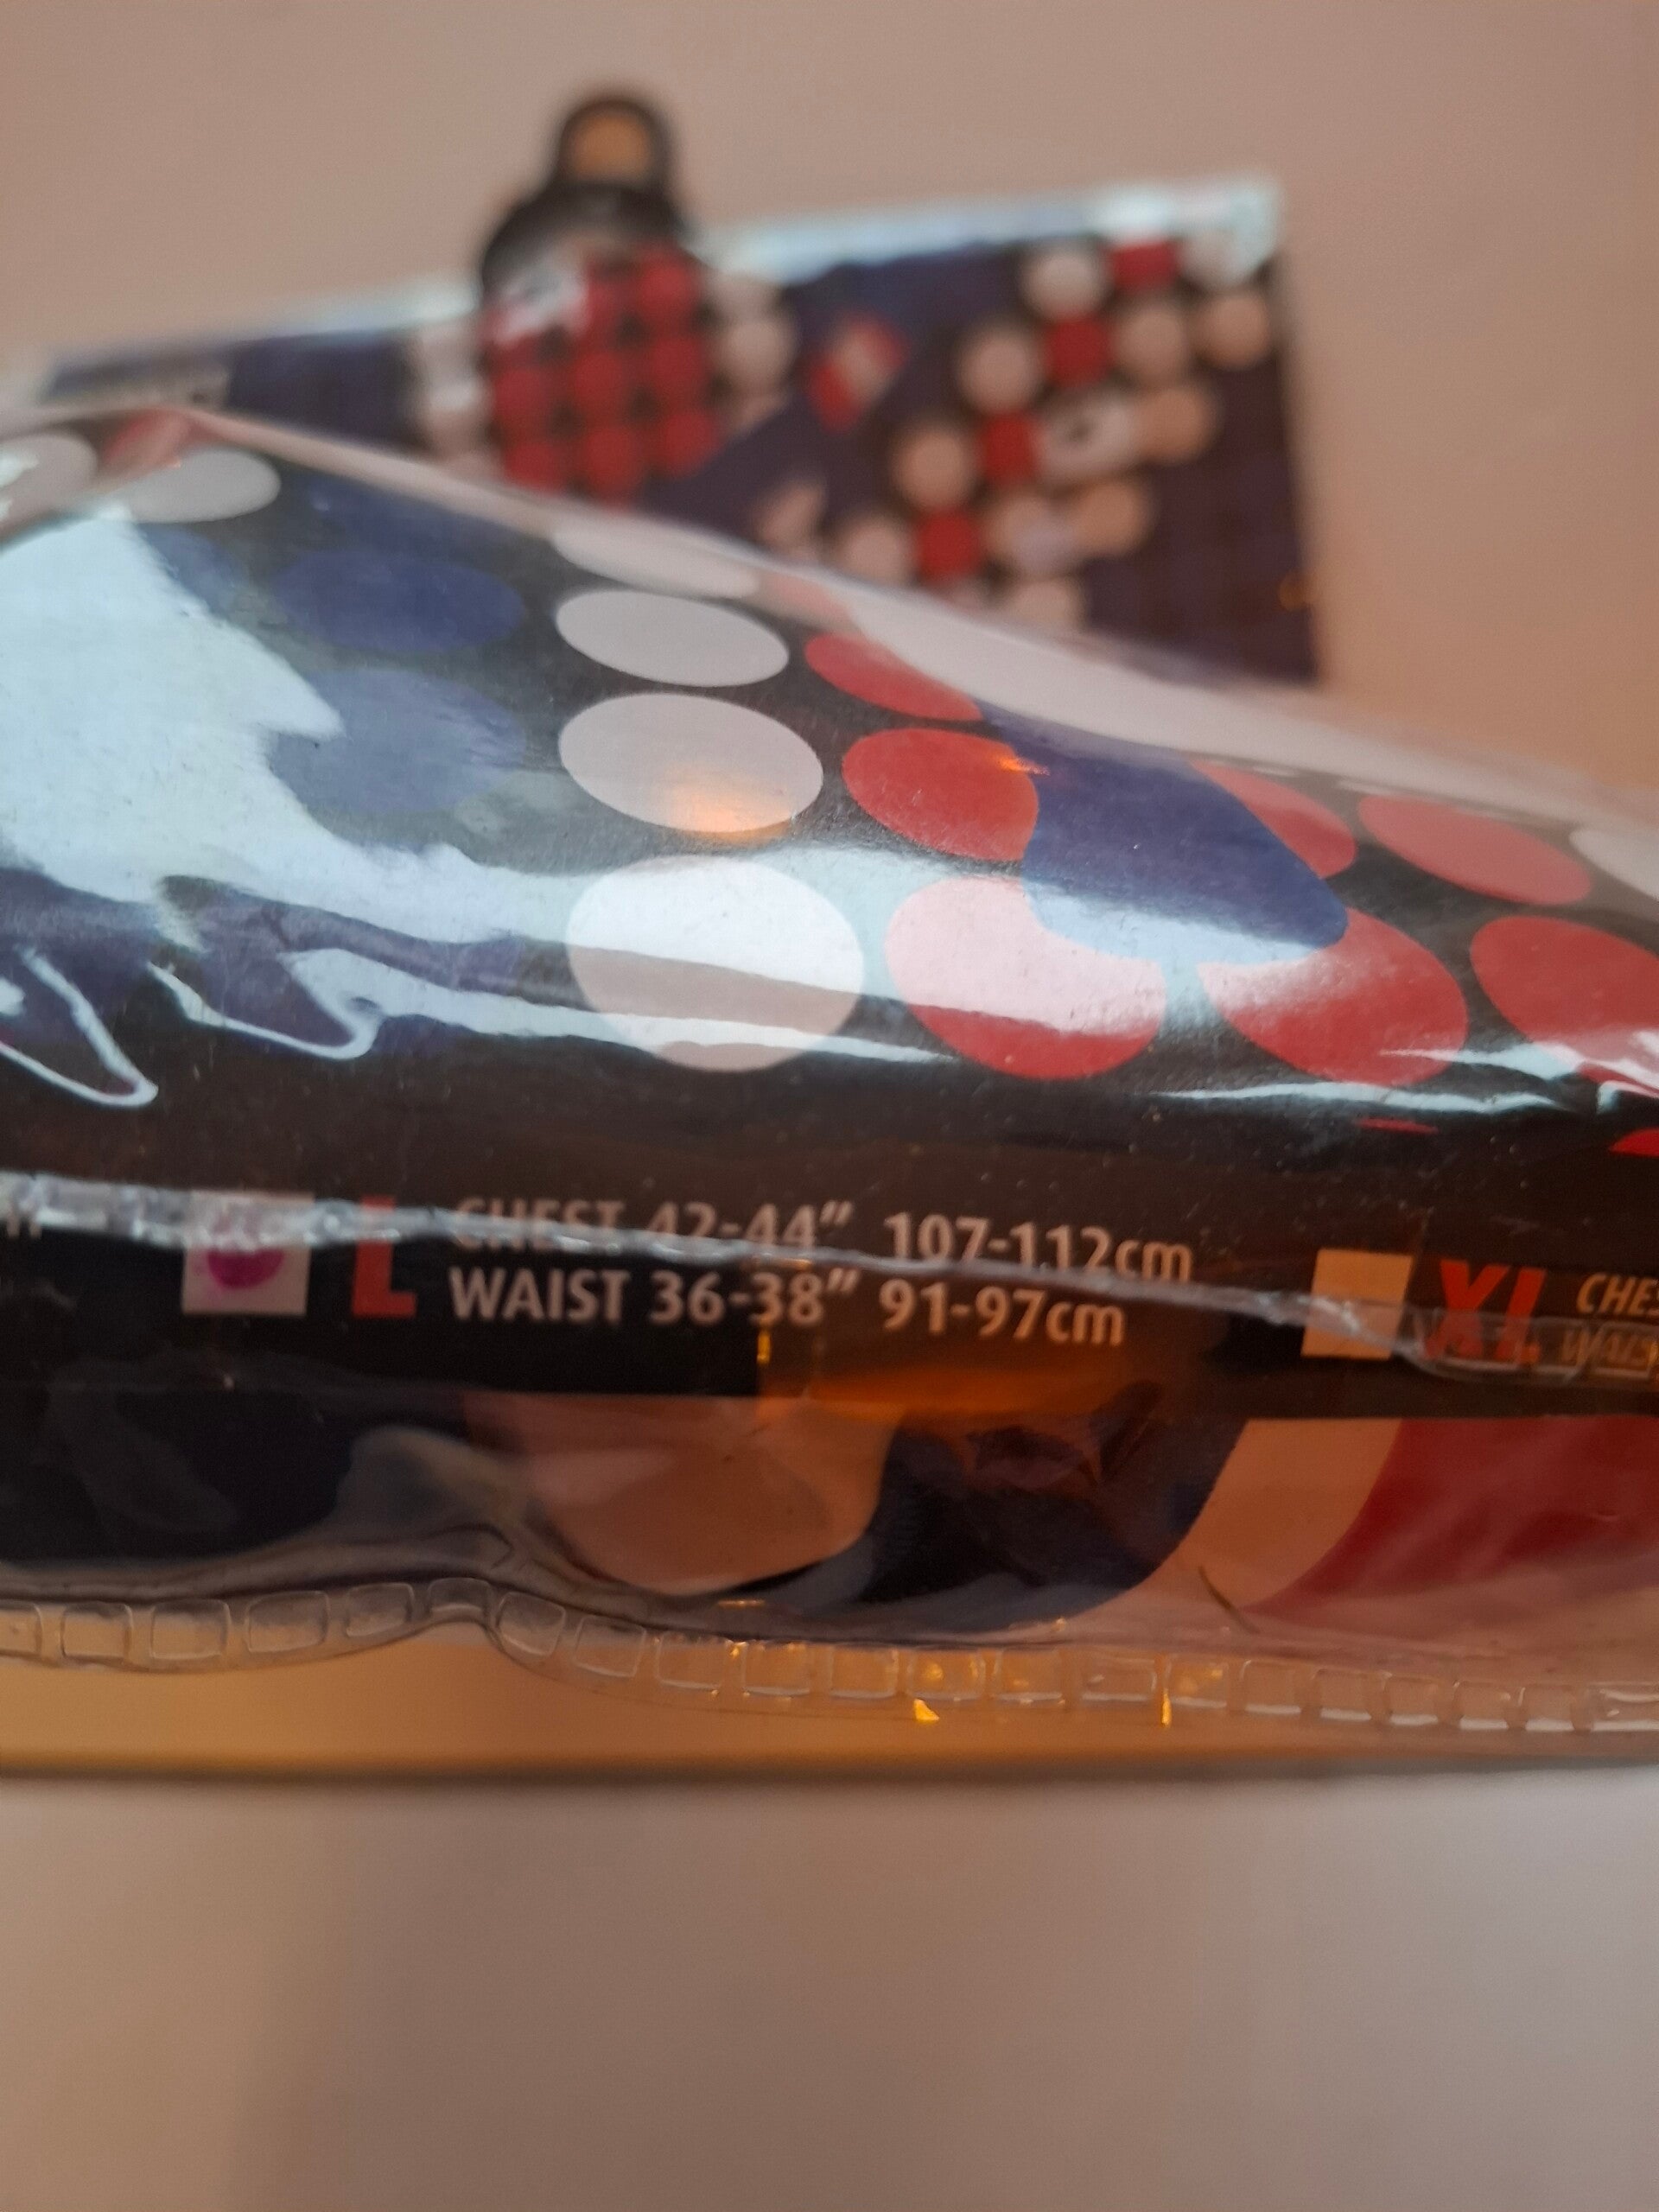 L CHEST 42-44" 107-112cm
WAIST 36-38" 91-97cm
XL